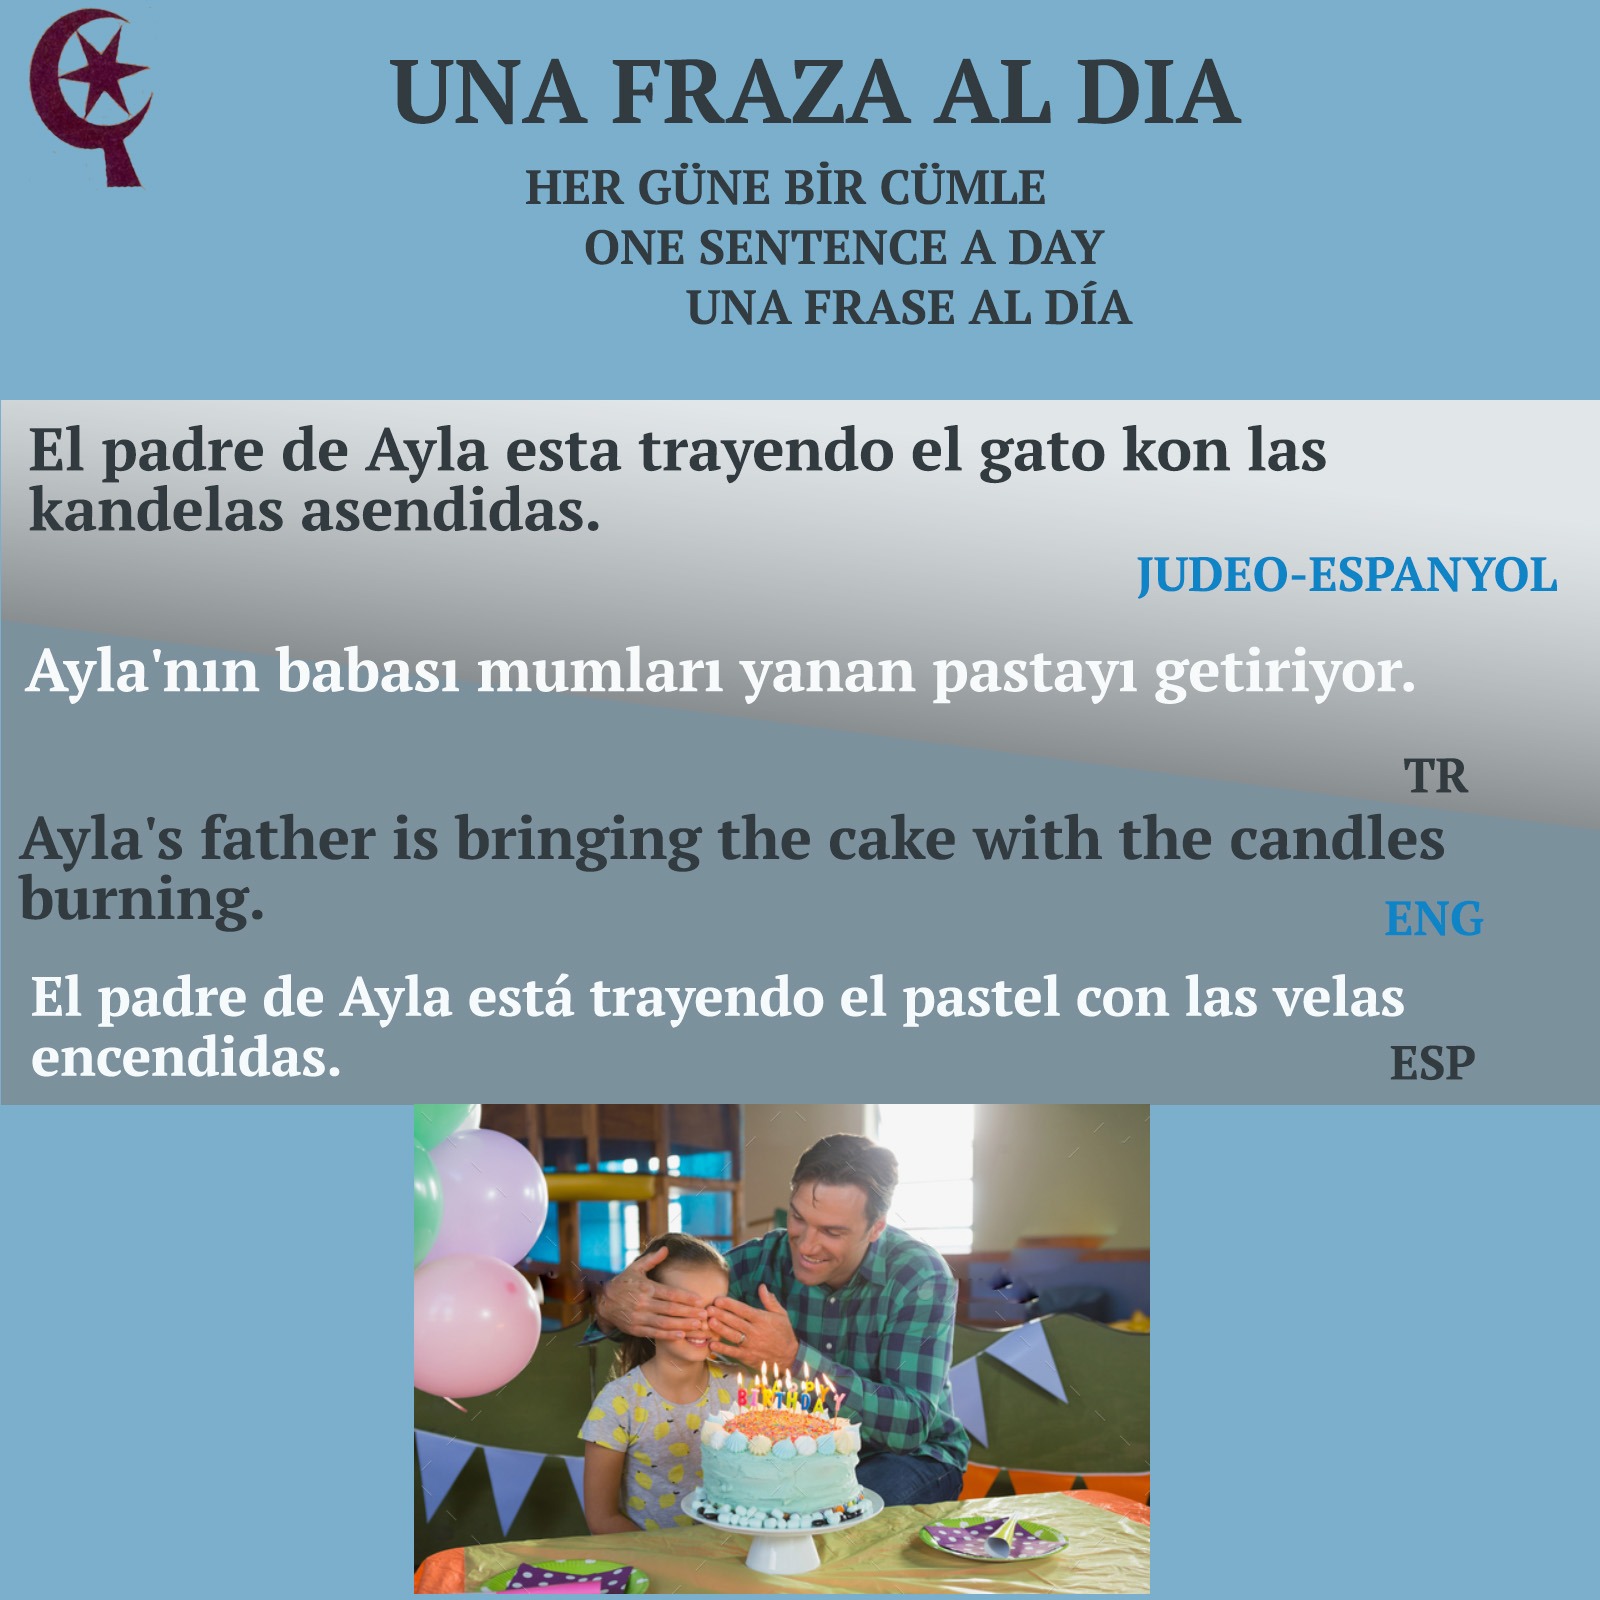 UNA FRAZA AL DIA
HER GÜNE BİR CÜMLE
ONE SENTENCE A DAY
UNA FRASE AL DÍA
El padre de Ayla esta trayendo el gato kon las
kandelas asendidas.
JUDEO-ESPANYOL
Ayla'nın babası mumları yanan pastayı getiriyor.
TR
Ayla's father is bringing the cake with the candles
burning.
ENG
El padre de Ayla está trayendo el pastel con las velas
encendidas.
ESP
HAPPY
BIRTHDAY